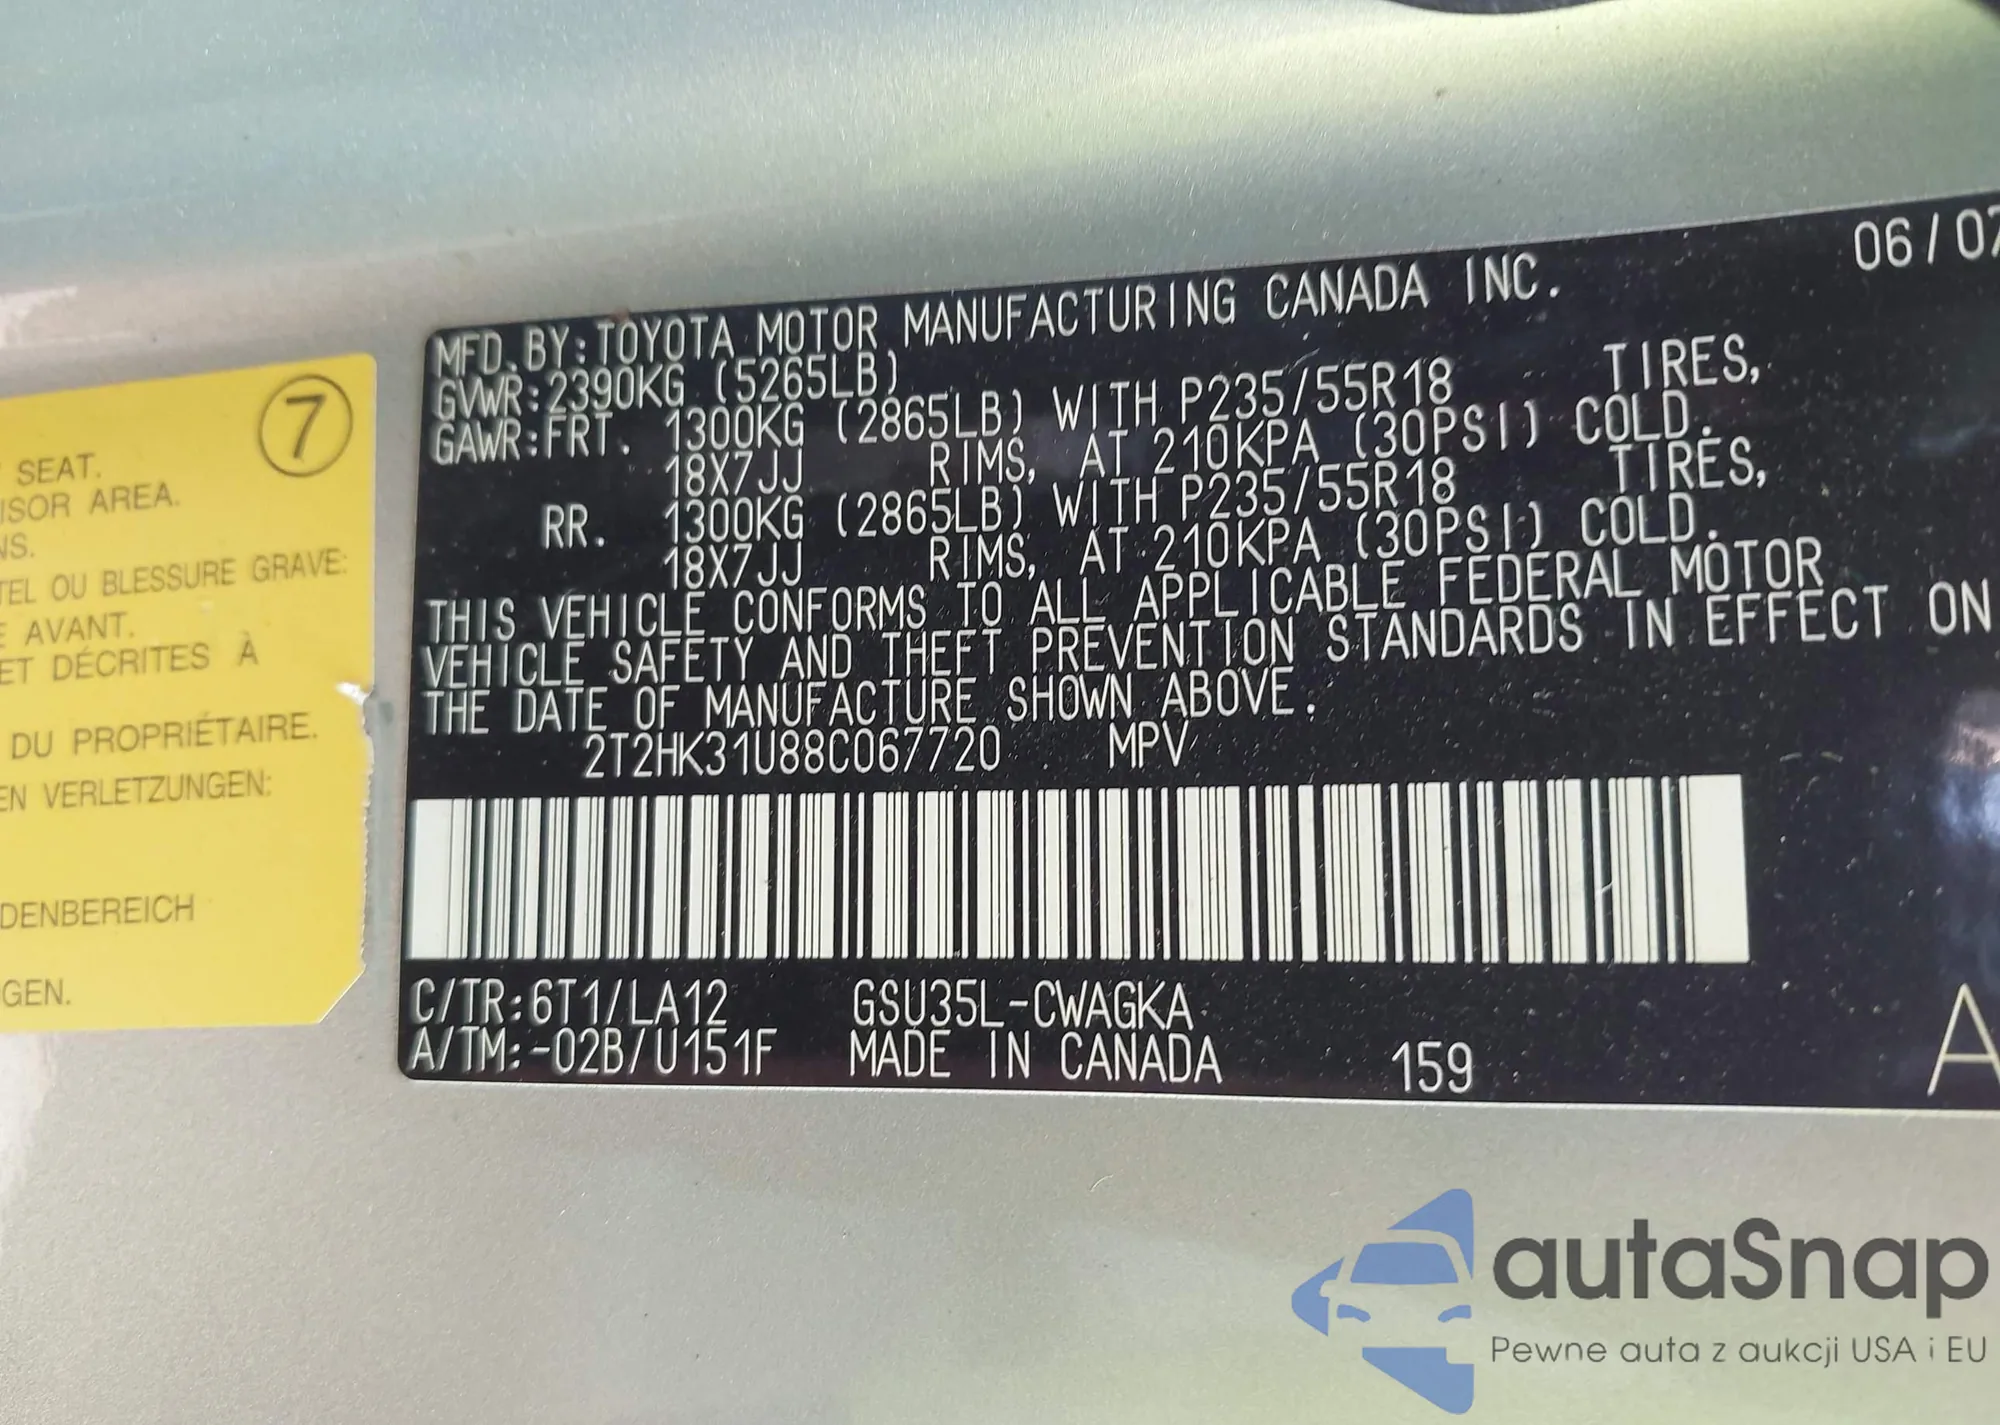 7
SEAT.
ISOR AREA.
NS.
TEL OU BLESSURE GRAVE:
E AVANT.
ET DÉCRITES À
DU PROPRIÉTAIRE.
EN VERLETZUNGEN:
DENBEREICH
GEN.
06/07
MFD.BY:TOYOTA MOTOR MANUFACTURING CANADA INC.
GVWR:2390KG (5265LB)
GAWR:FRT. 1300KG (2865LB) WITH P235/55R18 TIRES,
18X7JJ RIMS, AT 210KPA (30PSI) COLD.
RR. 1300KG (2865LB) WITH P235/55R18 TIRES,
18X7JJ RIMS, AT 210KPA (30PSI) COLD.
THIS VEHICLE CONFORMS TO ALL APPLICABLE FEDERAL MOTOR
VEHICLE SAFETY AND THEFT PREVENTION STANDARDS IN EFFECT ON
THE DATE OF MANUFACTURE SHOWN ABOVE.
2T2HK31U88C067720 MPV
C/TR:6T1/LA12 GSU35L-CWAGKA
A/TM:-02B/U151F MADE IN CANADA 159 A
autaSnap
Pewne auta z aukcji USA i EU